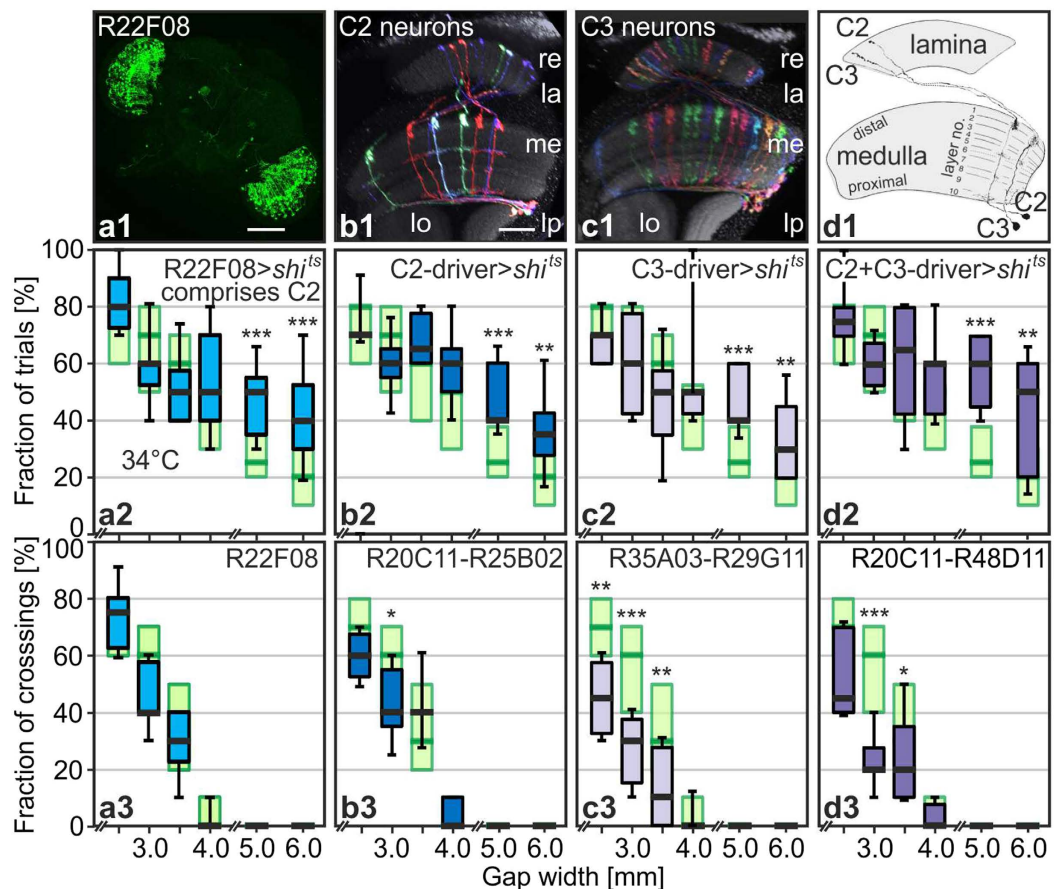 R22F08
C2 neurons
C3 neurons
C2
lamina
C3
re
la
me
lo
lp
re
la
me
lo
lp
distal
medulla
proximal
layer no.
1
2
3
4
5
6
7
8
9
10
C2
C3
a1
b1
c1
d1
Fraction of trials [%]
100
80
60
40
20
0
R22F08>shi^ts
comprises C2
*** ***
34°C
a2
C2-driver>shi^ts
*** **
b2
C3-driver>shi^ts
*** **
c2
C2+C3-driver>shi^ts
*** **
d2
Fraction of crosssings [%]
100
80
60
40
20
0
R22F08
a3
R20C11-R25B02
*
b3
R35A03-R29G11
** *** **
c3
R20C11-R48D11
*** *
d3
3.0 4.0 5.0 6.0
3.0 4.0 5.0 6.0
3.0 4.0 5.0 6.0
3.0 4.0 5.0 6.0
Gap width [mm]